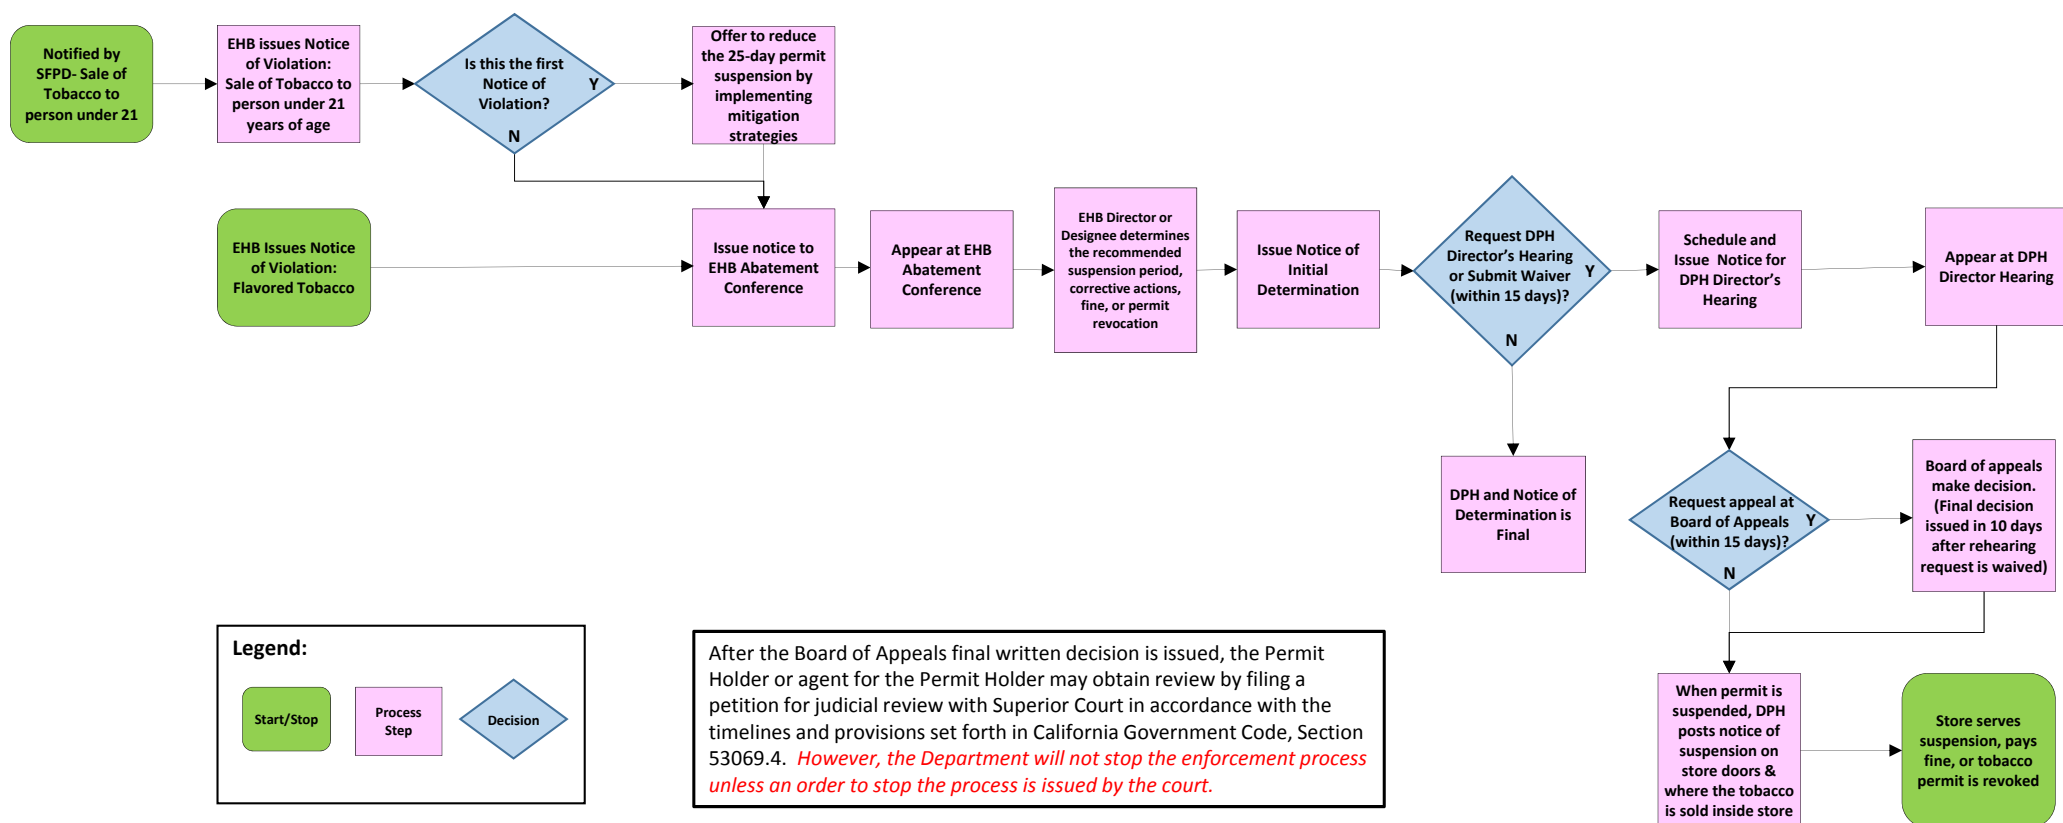 Notified by
SFPD- Sale of
Tobacco to
person under 21
EHB issues Notice
of Violation:
Sale of Tobacco to
person under 21
years of age
Is this the first
Notice of
Violation?
Y
N
Offer to reduce
the 25-day permit
suspension by
implementing
mitigation
strategies
EHB Issues Notice
of Violation:
Flavored Tobacco
Issue notice to
EHB Abatement
Conference
Appear at EHB
Abatement
Conference
EHB Director or
Designee determines
the recommended
suspension period,
corrective actions,
fine, or permit
revocation
Issue Notice of
Initial
Determination
Request DPH
Director's Hearing
or Submit Waiver
(within 15 days)?
Y
N
Schedule and
Issue Notice for
DPH Director's
Hearing
Appear at DPH
Director Hearing
DPH and Notice of
Determination is
Final
Request appeal at
Board of Appeals
(within 15 days)?
Y
N
Board of appeals
make decision.
(Final decision
issued in 10 days
after rehearing
request is waived)
When permit is
suspended, DPH
posts notice of
suspension on
store doors &
where the tobacco
is sold inside store
Store serves
suspension, pays
fine, or tobacco
permit is revoked
Legend:
Start/Stop
Process
Step
Decision
After the Board of Appeals final written decision is issued, the Permit
Holder or agent for the Permit Holder may obtain review by filing a
petition for judicial review with Superior Court in accordance with the
timelines and provisions set forth in California Government Code, Section
53069.4. However, the Department will not stop the enforcement process
unless an order to stop the process is issued by the court.